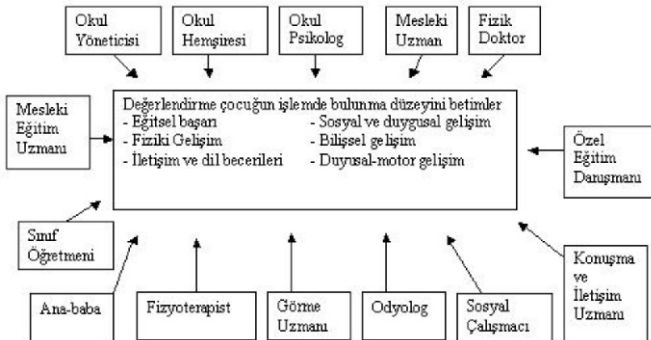 Okul
Yöneticisi
Okul
Hemşiresi
Okul
Psikolog
Mesleki
Uzman
Fizik
Doktor
Mesleki
Eğitim
Uzmanı
Değerlendirme çocuğun işlemde bulunma düzeyini betimler
- Eğitsel başarı - Sosyal ve duygusal gelişim
- Fiziki Gelişim - Bilişsel gelişim
- İletişim ve dil becerileri - Duyusal-motor gelişim
Özel
Eğitim
Danışmanı
Sınıf
Öğretmeni
Ana-baba
Fizyoterapist
Görme
Uzmanı
Odyolog
Sosyal
Çalışmacı
Konuşma
ve
İletişim
Uzmanı